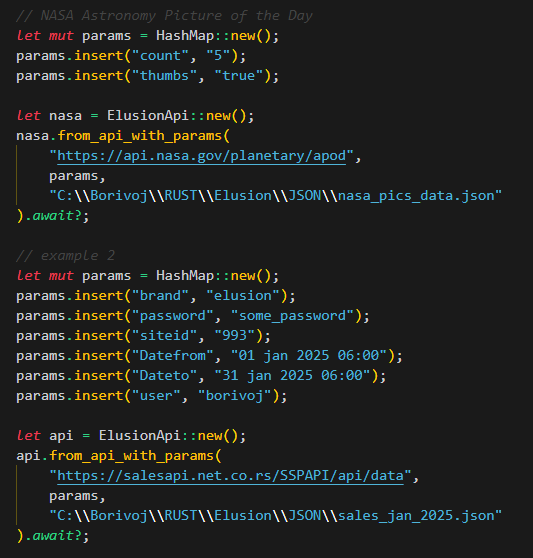 // NASA Astronomy Picture of the Day
let mut params = HashMap::new();
params.insert("count", "5");
params.insert("thumbs", "true");

let nasa = ElusionApi::new();
nasa.from_api_with_params(
    "https://api.nasa.gov/planetary/apod",
    params,
    "C:\\Borivoj\\RUST\\Elusion\\JSON\\nasa_pics_data.json"
).await?;

// example 2
let mut params = HashMap::new();
params.insert("brand", "elusion");
params.insert("password", "some_password");
params.insert("siteid", "993");
params.insert("Datefrom", "01 jan 2025 06:00");
params.insert("Dateto", "31 jan 2025 06:00");
params.insert("user", "borivoj");

let api = ElusionApi::new();
api.from_api_with_params(
    "https://salesapi.net.co.rs/SSPAPI/api/data",
    params,
    "C:\\Borivoj\\RUST\\Elusion\\JSON\\sales_jan_2025.json"
).await?;